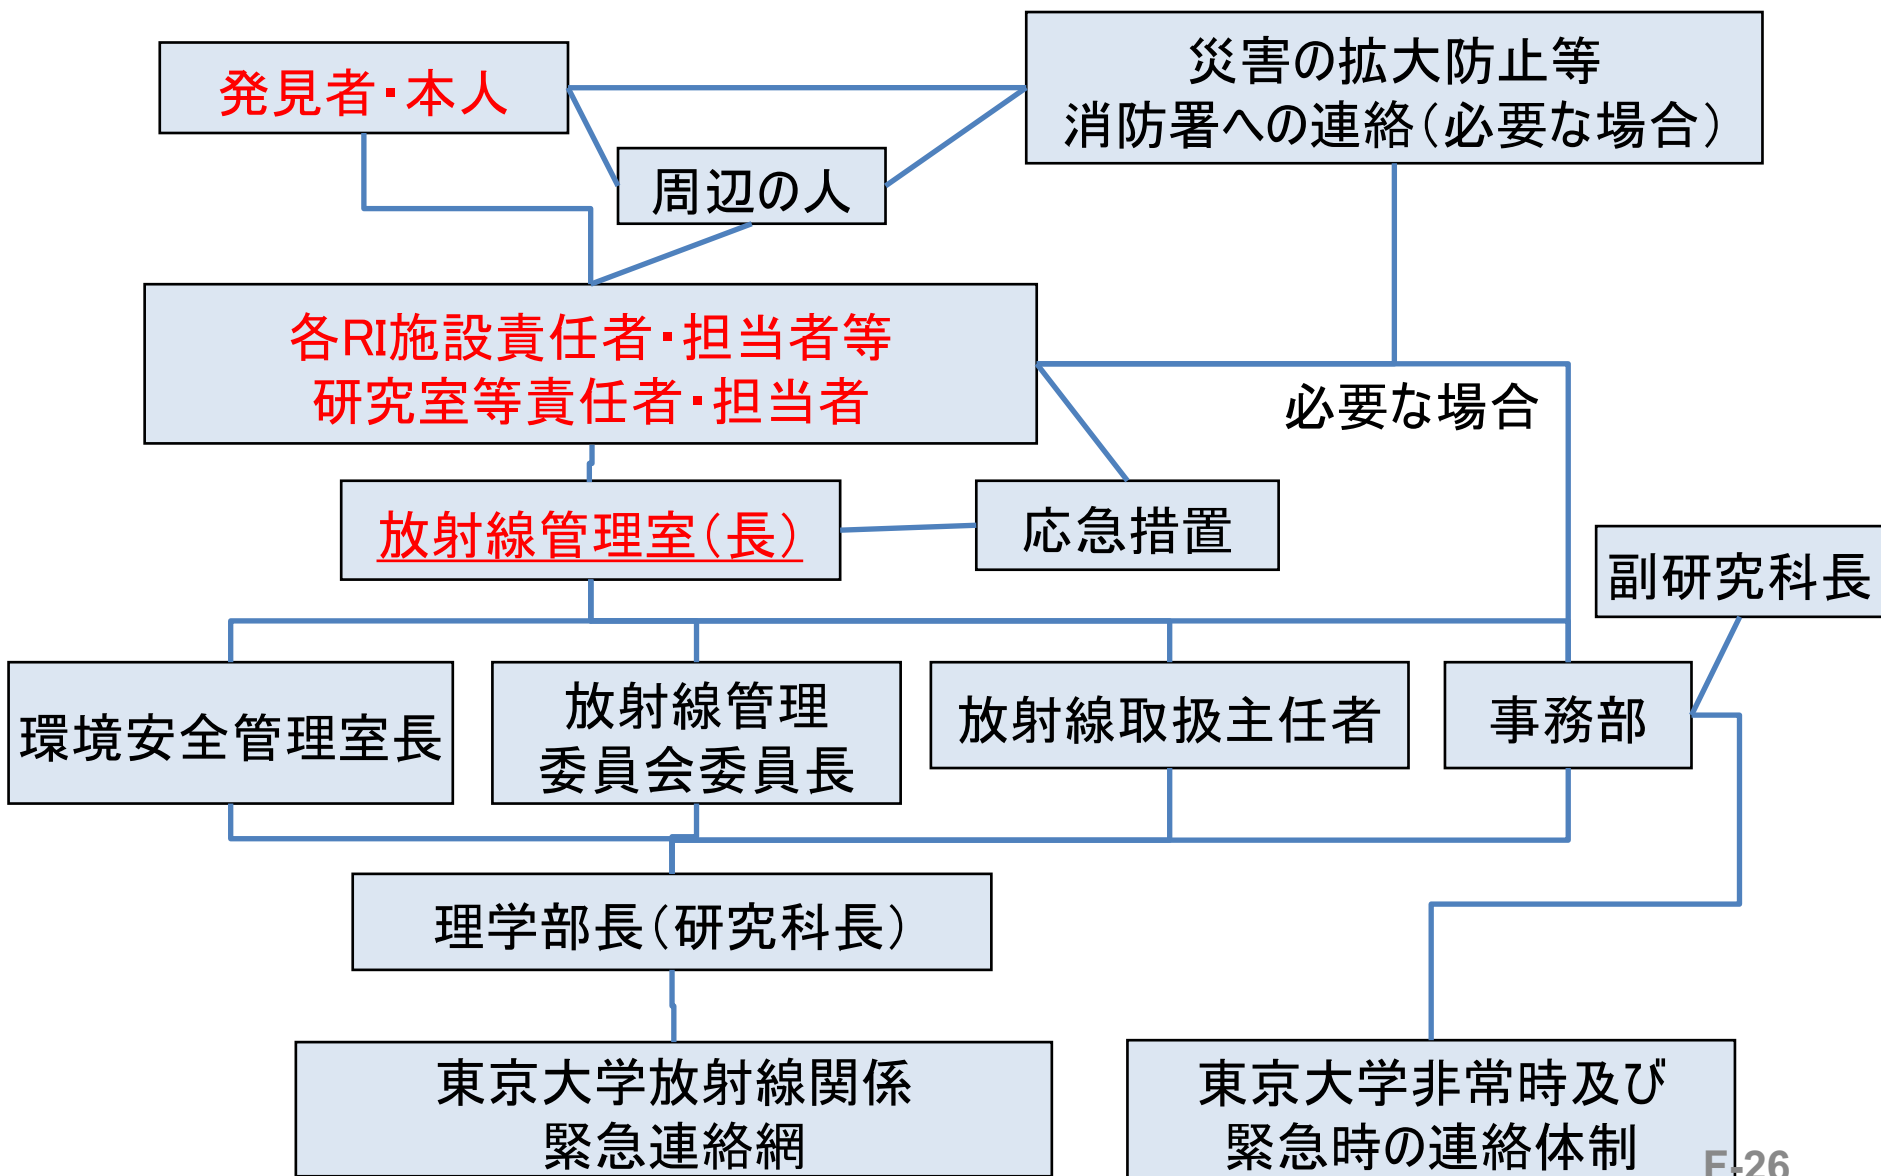 発見者・本人
災害の拡大防止等
消防署への連絡(必要な場合)
周辺の人
各RI施設責任者・担当者等
研究室等責任者・担当者
必要な場合
放射線管理室(長)
応急措置
副研究科長
環境安全管理室長
放射線管理
委員会委員長
放射線取扱主任者
事務部
理学部長(研究科長)
東京大学放射線関係
緊急連絡網
東京大学非常時及び
緊急時の連絡体制
F-26